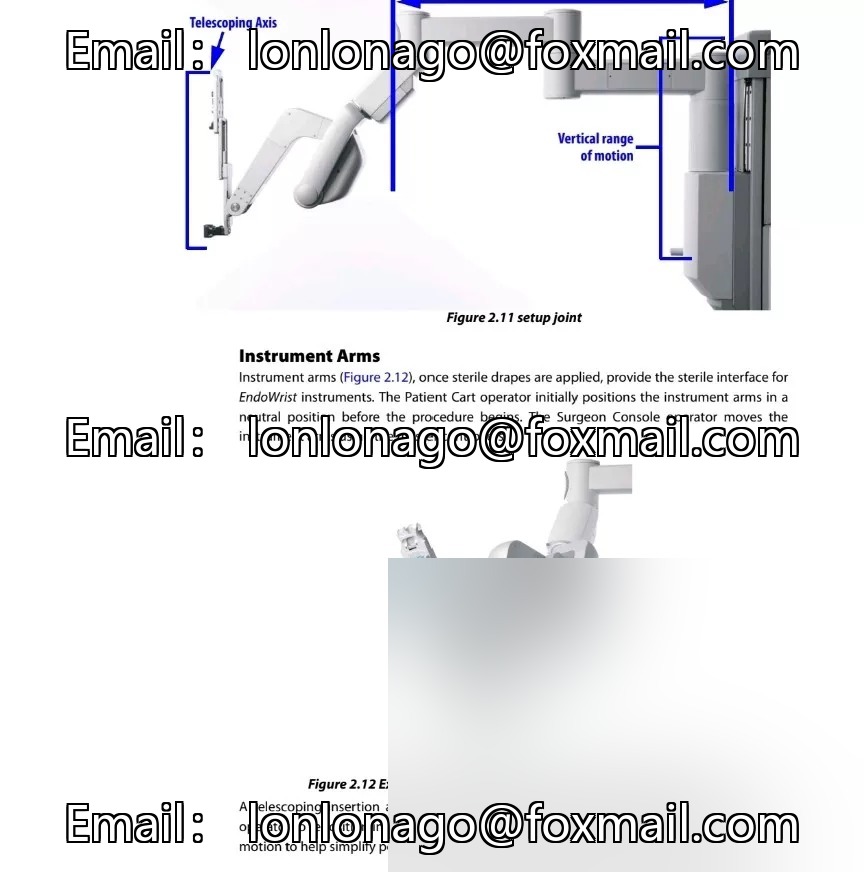 Telescoping Axis
Email： lonlonago@foxmail.com
Vertical range
of motion
Figure 2.11 setup joint
Instrument Arms
Instrument arms (Figure 2.12), once sterile drapes are applied, provide the sterile interface for
EndoWrist instruments. The Patient Cart operator initially positions the instrument arms in a
neutral position before the procedure begins. The Surgeon Console operator moves the
Email： lonlonago@foxmail.com
Figure 2.12
A telescoping insertion
Email： lonlonago@foxmail.com
motion to help simplify